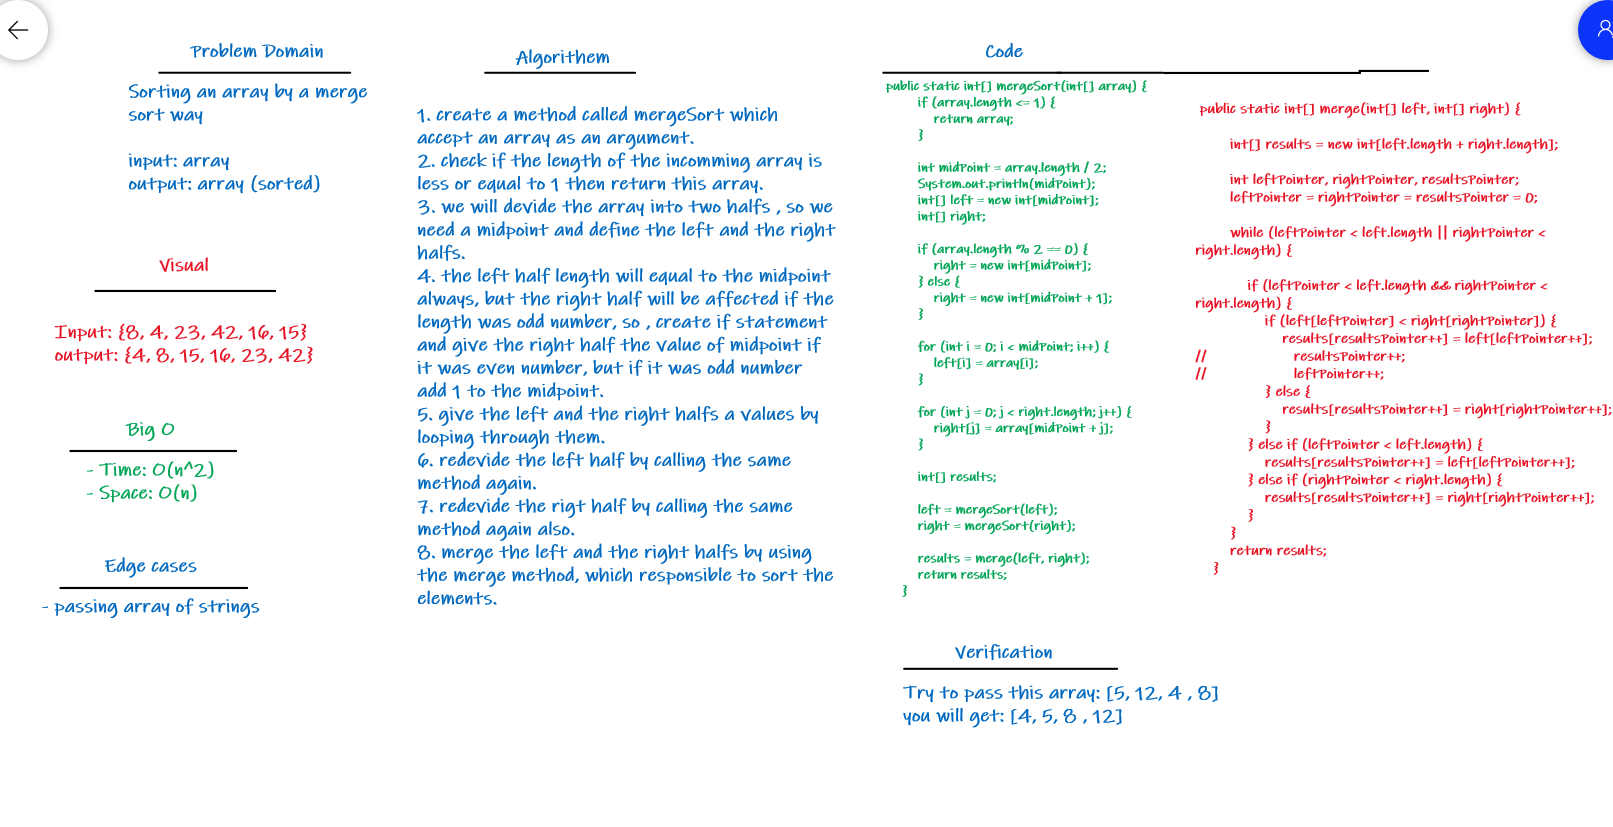 Problem Domain
Sorting an array by a merge
sort way
input: array
output: array (sorted)
Visual
Input: {8, 4, 23, 42, 16, 15}
output: {4, 8, 15, 16, 23, 42}
Big O
- Time: O(n^2)
- Space: O(n)
Edge cases
- passing array of strings
Algorithem
1. create a method called mergeSort which
accept an array as an argument.
2. check if the length of the incomming array is
less or equal to 1 then return this array.
3. we will devide the array into two halfs , so we
need a midpoint and define the left and the right
halfs.
4. the left half length will equal to the midpoint
always, but the right half will be affected if the
length was odd number, so , create if statement
and give the right half the value of midpoint if
it was even number, but if it was odd number
add 1 to the midpoint.
5. give the left and the right halfs a values by
looping through them.
6. redevide the left half by calling the same
method again.
7. redevide the rigt half by calling the same
method again also.
8. merge the left and the right halfs by using
the merge method, which responsible to sort the
elements.
Code
public static int[] mergeSort(int[] array) {
if (array.length <= 1) {
return array;
}
int midPoint = array.length / 2;
System.out.println(midPoint);
int[] left = new int[midPoint];
int[] right;
if (array.length % 2 == 0) {
right = new int[midPoint];
} else {
right = new int[midPoint + 1];
}
for (int i = 0; i < midPoint; i++) {
left[i] = array[i];
}
for (int j = 0; j < right.length; j++) {
right[j] = array[midPoint + j];
}
int[] results;
left = mergeSort(left);
right = mergeSort(right);
results = merge(left, right);
return results;
}
public static int[] merge(int[] left, int[] right) {
int[] results = new int[left.length + right.length];
int leftPointer, rightPointer, resultsPointer;
leftPointer = rightPointer = resultsPointer = 0;
while (leftPointer < left.length || rightPointer <
right.length) {
if (leftPointer < left.length && rightPointer <
right.length) {
if (left[leftPointer] < right[rightPointer]) {
results[resultsPointer++] = left[leftPointer++];
// resultsPointer++;
// leftPointer++;
} else {
results[resultsPointer++] = right[rightPointer++];
}
} else if (leftPointer < left.length) {
results[resultsPointer++] = left[leftPointer++];
} else if (rightPointer < right.length) {
results[resultsPointer++] = right[rightPointer++];
}
}
return results;
}
Verification
Try to pass this array: [5, 12, 4 , 8]
you will get: [4, 5, 8 , 12]